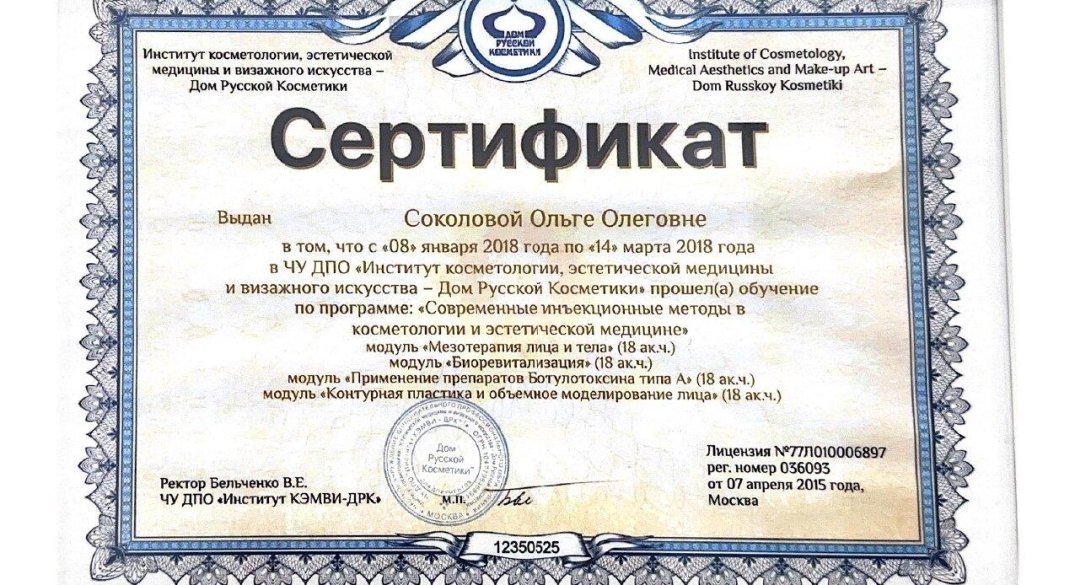 ДОМ
РУССКОЙ
КОСМЕТИКИ
Институт косметологии, эстетической
медицины и визажного искусства –
Дом Русской Косметики
Institute of Cosmetology,
Medical Aesthetics and Make-up Art –
Dom Russkoy Kosmetiki
Сертификат
Выдан Соколовой Ольге Олеговне
в том, что с «08» января 2018 года по «14» марта 2018 года
в ЧУ ДПО «Институт косметологии, эстетической медицины
и визажного искусства – Дом Русской Косметики» прошел(а) обучение
по программе: «Современные инъекционные методы в
косметологии и эстетической медицине»
модуль «Мезотерапия лица и тела» (18 ак.ч.)
модуль «Биоревитализация» (18 ак.ч.)
модуль «Применение препаратов Ботулотоксина типа А» (18 ак.ч.)
модуль «Контурная пластика и объемное моделирование лица» (18 ак.ч.)
Дом
Русской
Косметики
МОСКВА
Ректор Бельченко В.Е.
ЧУ ДПО «Институт КЭМВИ-ДРК»
М.П.
Лицензия №77Л010006897
рег. номер 036093
от 07 апреля 2015 года,
Москва
12350525